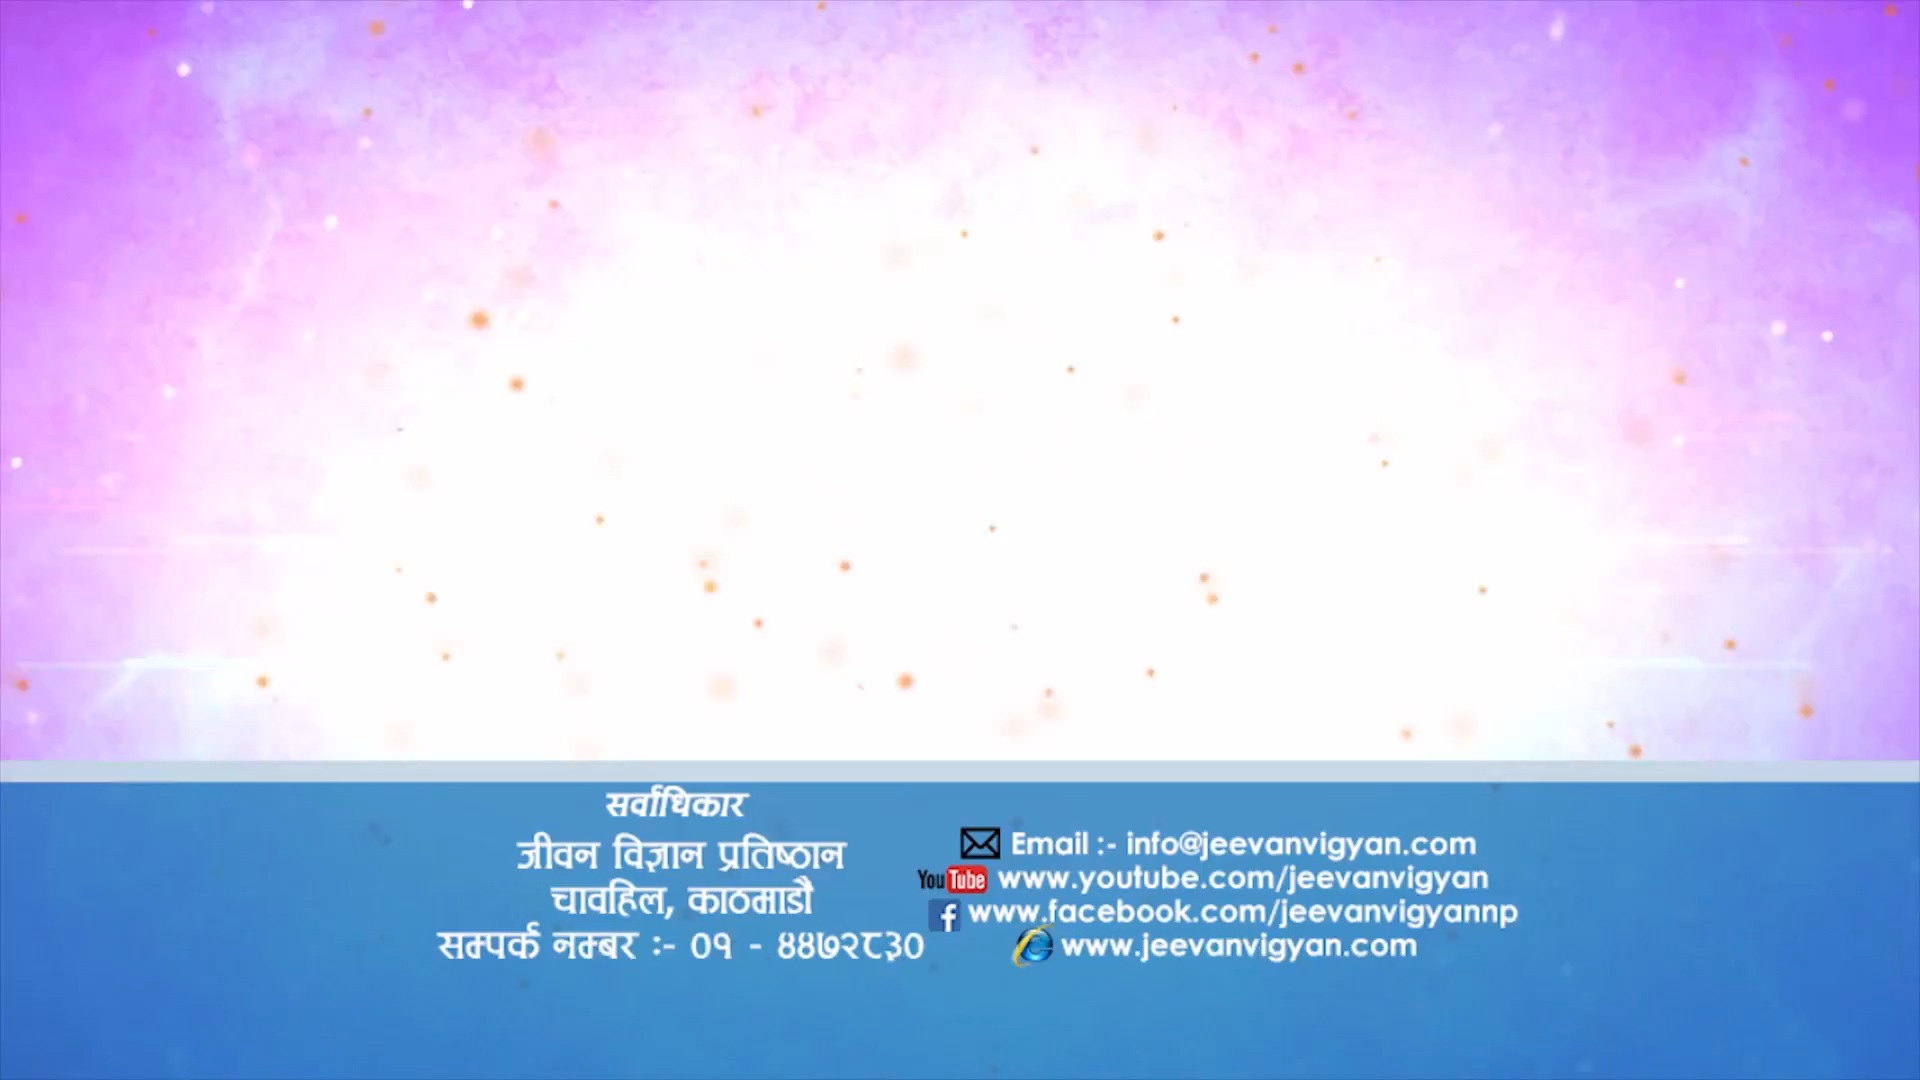 सर्वाधिकार
जीवन विज्ञान प्रतिष्ठान
चावहिल, काठमाडौ
सम्पर्क नम्बर :- ०१ - ४४७२८३०
Email :- info@jeevanvigyan.com
YouTube www.youtube.com/jeevanvigyan
f www.facebook.com/jeevanvigyannp
www.jeevanvigyan.com